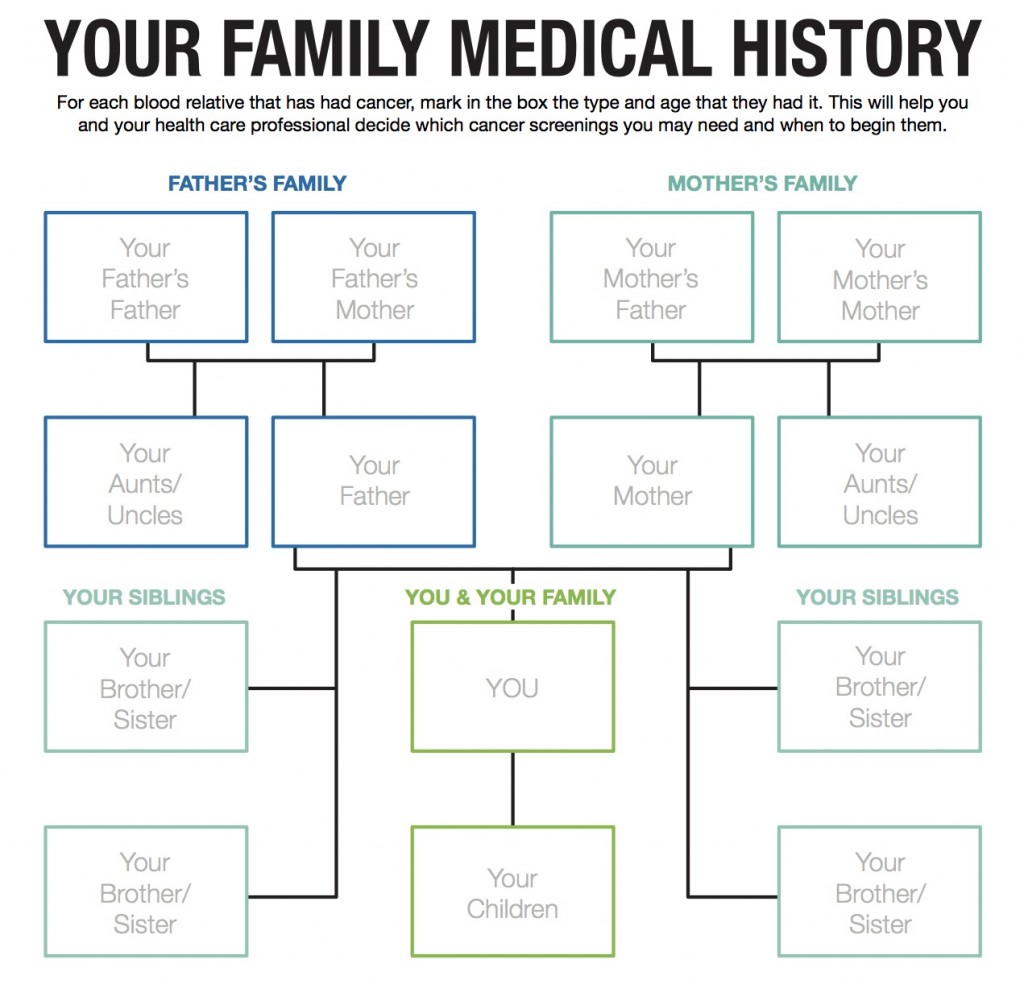 YOUR FAMILY MEDICAL HISTORY
For each blood relative that has had cancer, mark in the box the type and age that they had it. This will help you
and your health care professional decide which cancer screenings you may need and when to begin them.
FATHER'S FAMILY
MOTHER'S FAMILY
Your
Father's
Father
Your
Father's
Mother
Your
Mother's
Father
Your
Mother's
Mother
Your
Aunts/
Uncles
Your
Father
Your
Mother
Your
Aunts/
Uncles
YOUR SIBLINGS
YOU & YOUR FAMILY
YOUR SIBLINGS
Your
Brother/
Sister
YOU
Your
Brother/
Sister
Your
Brother/
Sister
Your
Children
Your
Brother/
Sister